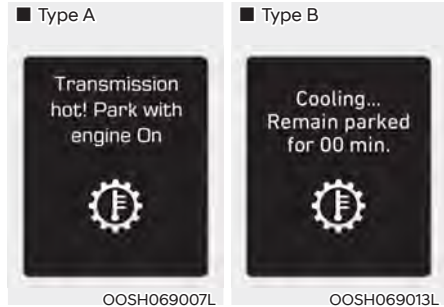 ■ Type A
Transmission
hot! Park with
engine On
OOSH069007L
■ Type B
Cooling...
Remain parked
for 00 min.
OOSH069013L